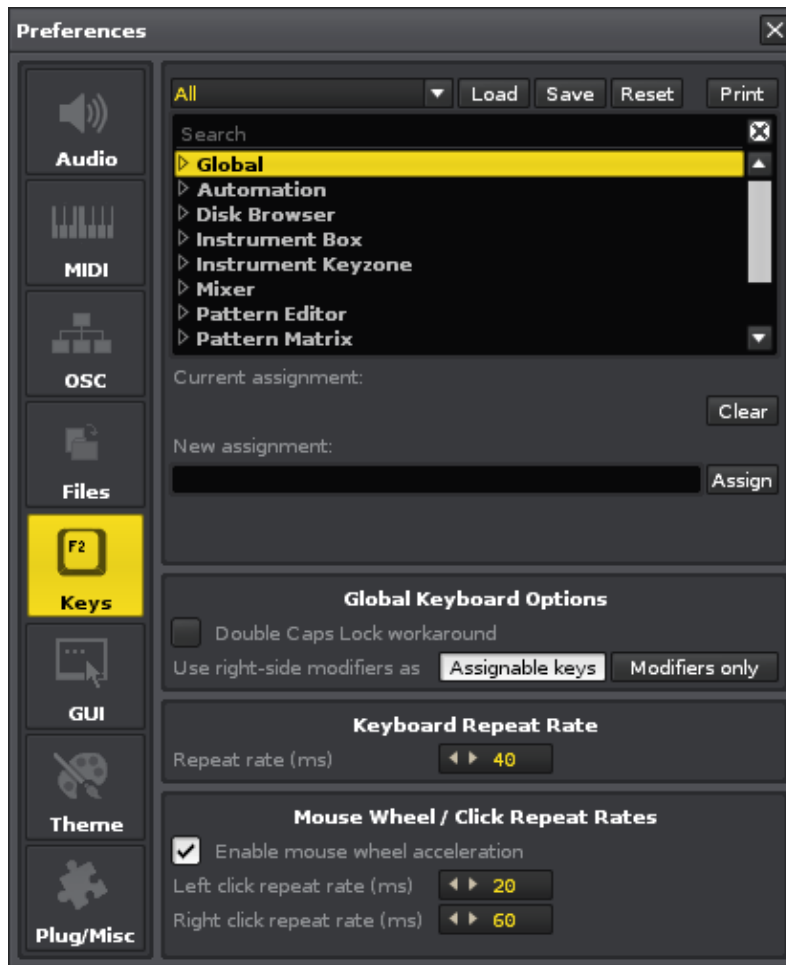 Preferences
Audio
MIDI
OSC
Files
F2
Keys
GUI
Theme
Plug/Misc
All Load Save Reset Print
Search
Global
Automation
Disk Browser
Instrument Box
Instrument Keyzone
Mixer
Pattern Editor
Pattern Matrix
Current assignment:
Clear
New assignment:
Assign
Global Keyboard Options
Double Caps Lock workaround
Use right-side modifiers as Assignable keys Modifiers only
Keyboard Repeat Rate
Repeat rate (ms) 40
Mouse Wheel / Click Repeat Rates
Enable mouse wheel acceleration
Left click repeat rate (ms) 20
Right click repeat rate (ms) 60